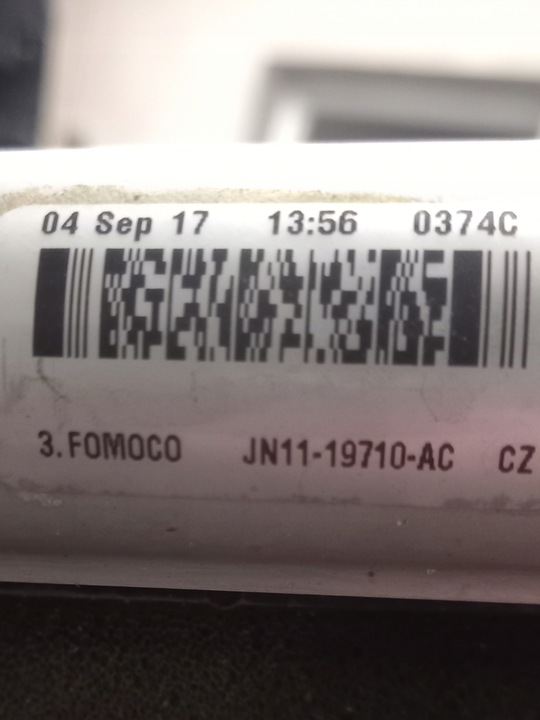 04 Sep 17 13:56 0374C
3.FOMOCO JN11-19710-AC CZ